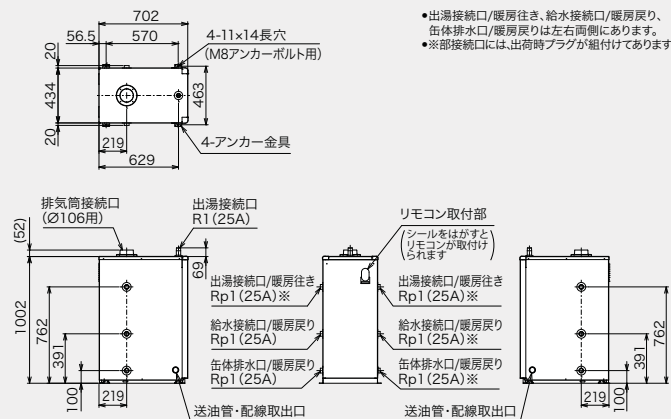 702
56.5
570
4-11×14長穴
(M8アンカーボルト用)
20
434
20
463
219
629
4-アンカー金具
●出湯接続口/暖房往き、給水接続口/暖房戻り、
缶体排水口/暖房戻りは左右両側にあります。
●※部接続口には、出荷時プラグが組付けてあります
排気筒接続口
(Ø106用)
出湯接続口
R1(25A)
(52)
69
1002
762
391
100
219
送油管・配線取出口
リモコン取付部
(シールをはがすと
リモコンが取付け
られます)
出湯接続口/暖房往き
Rp1(25A)※
給水接続口/暖房戻り
Rp1(25A)
缶体排水口/暖房戻り
Rp1(25A)
出湯接続口/暖房往き
Rp1(25A)※
給水接続口/暖房戻り
Rp1(25A)※
缶体排水口/暖房戻り
Rp1(25A)※
762
391
100
219
送油管・配線取出口